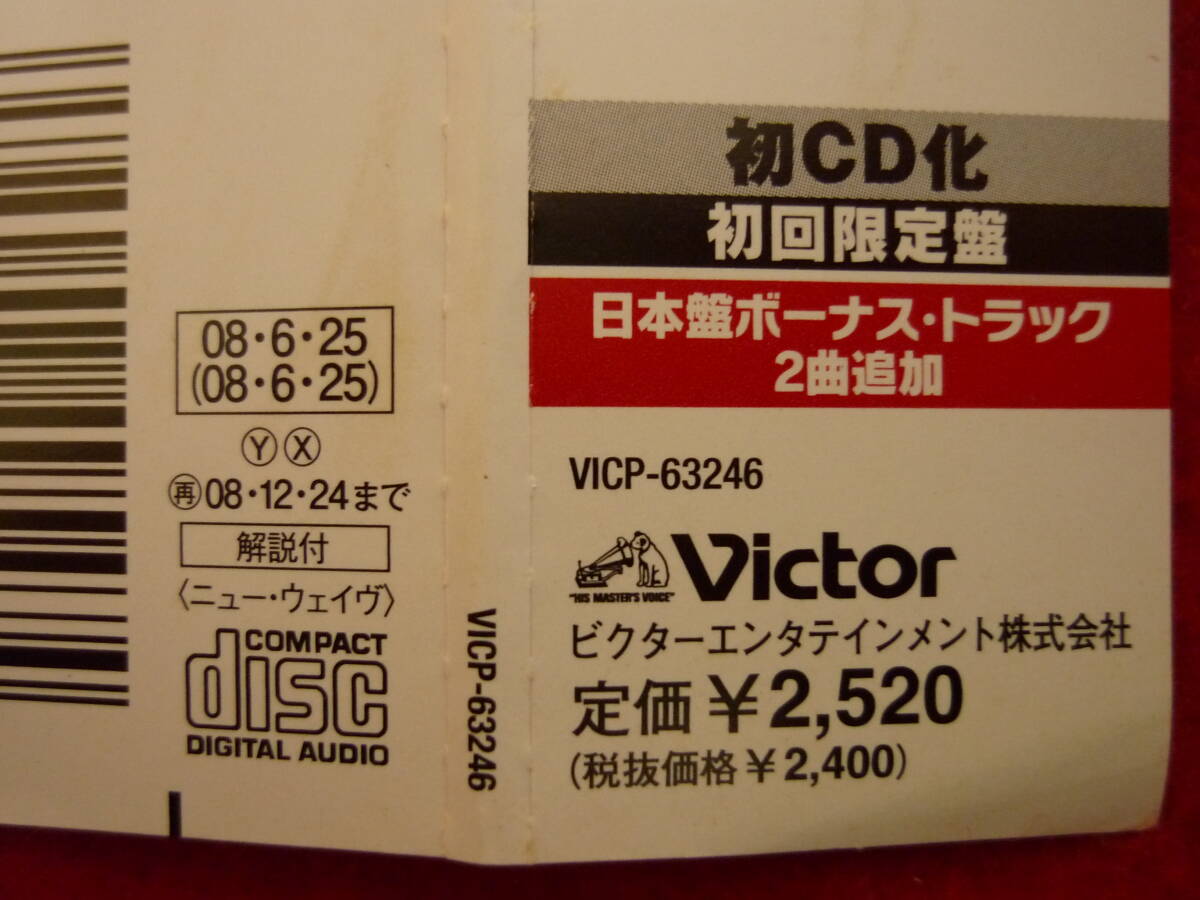 08・6・25
(08・6・25)
Ⓨ Ⓧ
㊢08・12・24まで
解説付
〈ニュー・ウェイヴ〉
COMPACT
disc
DIGITAL AUDIO
VICP-63246
初CD化
初回限定盤
日本盤ボーナス・トラック
2曲追加
VICP-63246
"HIS MASTER'S VOICE"
Victor
ビクターエンタテインメント株式会社
定価￥2,520
(税抜価格￥2,400)